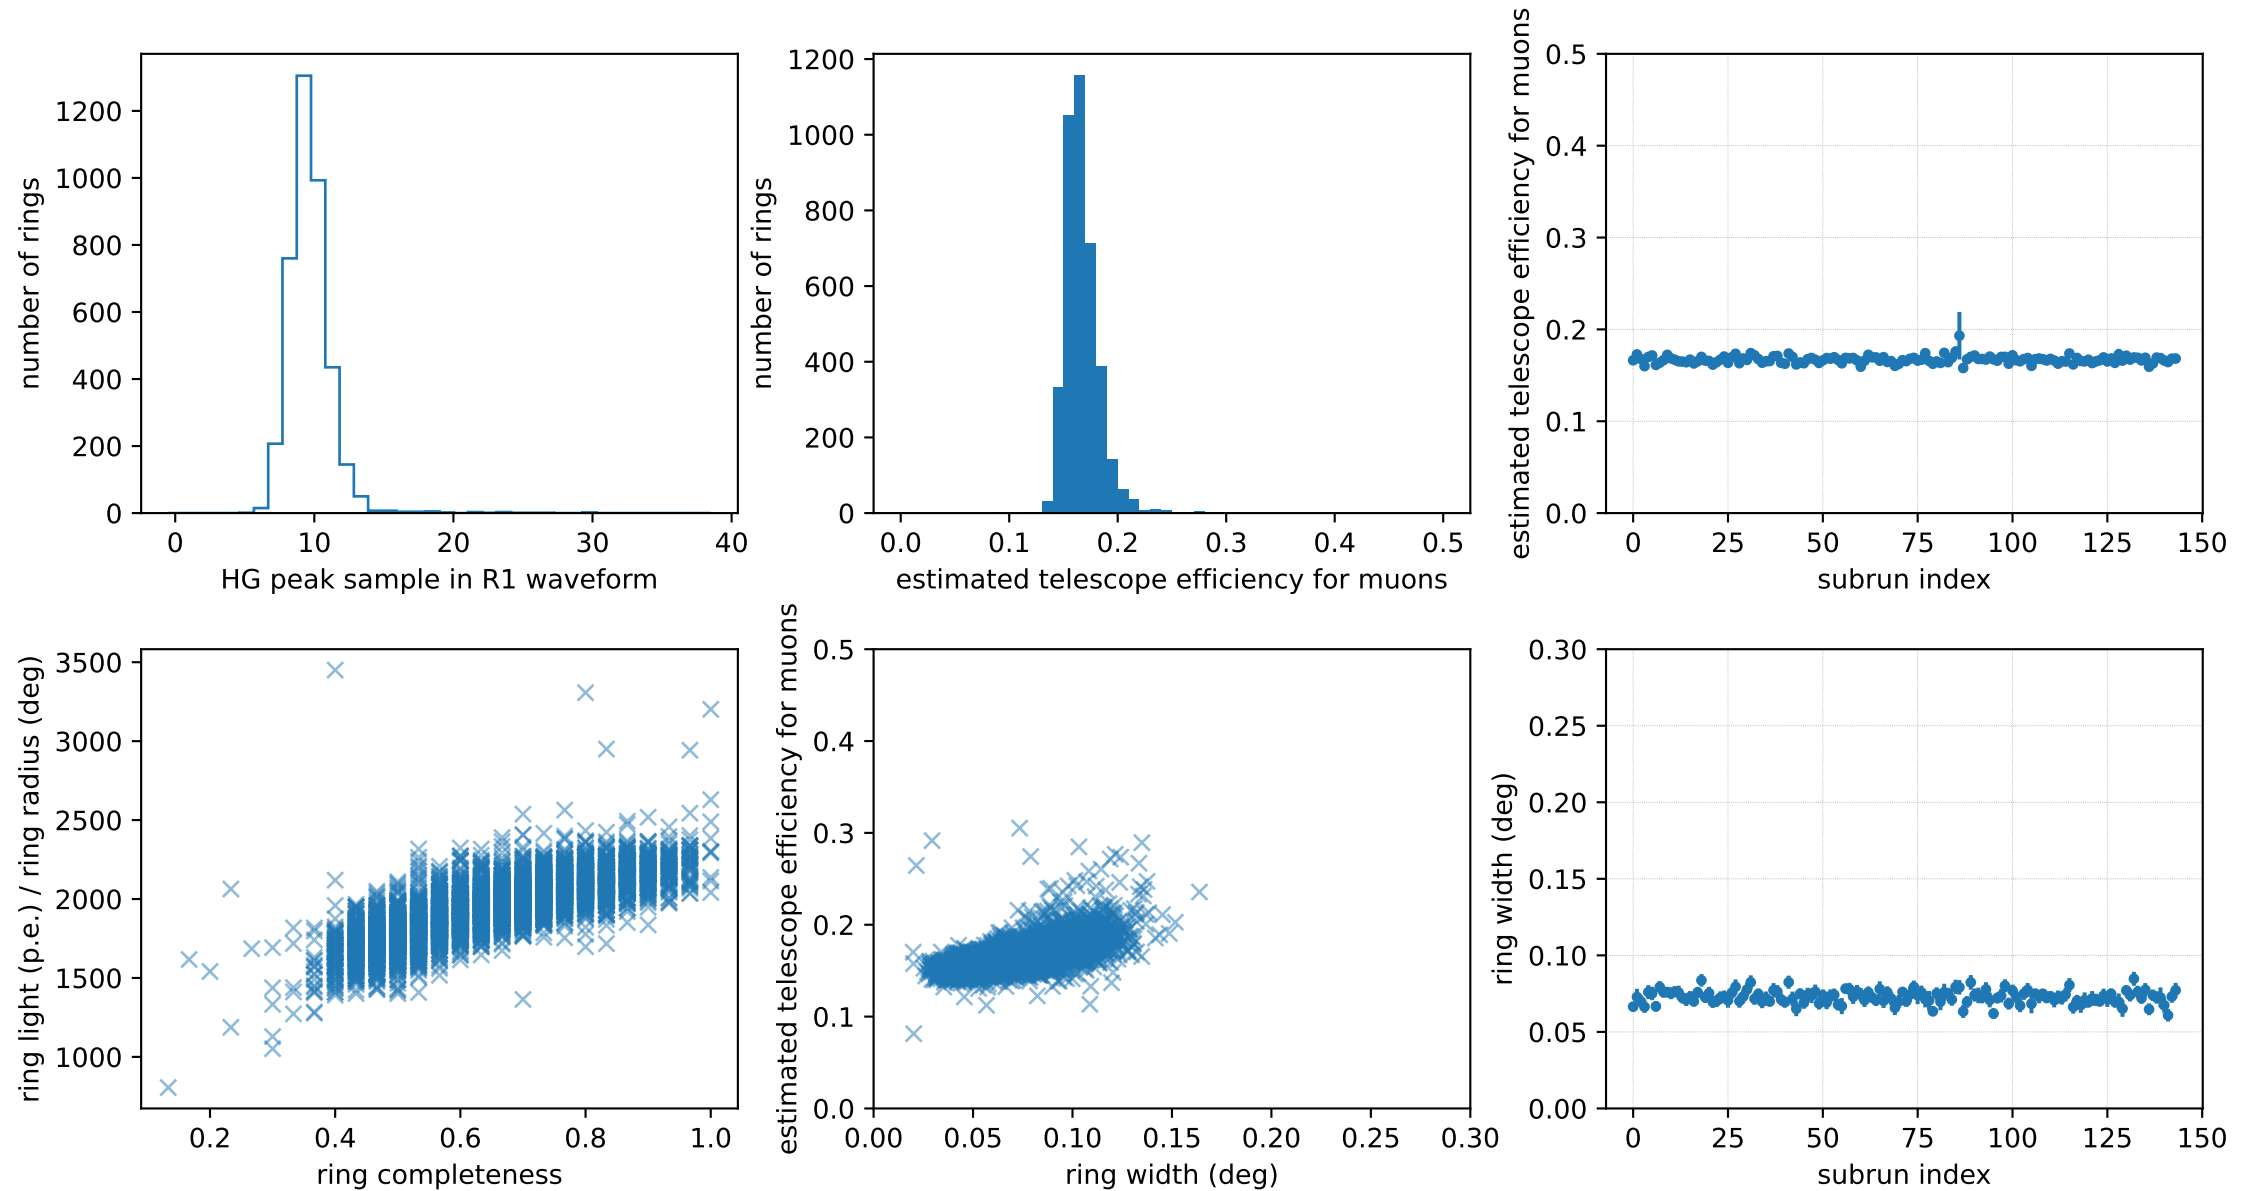 number of rings
1200
1000
800
600
400
200
0
0 10 20 30 40
HG peak sample in R1 waveform
number of rings
1200
1000
800
600
400
200
0
0.0 0.1 0.2 0.3 0.4 0.5
estimated telescope efficiency for muons
estimated telescope efficiency for muons
0.5
0.4
0.3
0.2
0.1
0.0
0 25 50 75 100 125 150
subrun index
ring light (p.e.) / ring radius (deg)
3500
3000
2500
2000
1500
1000
0.2 0.4 0.6 0.8 1.0
ring completeness
estimated telescope efficiency for muons
0.5
0.4
0.3
0.2
0.1
0.0
0.00 0.05 0.10 0.15 0.20 0.25 0.30
ring width (deg)
ring width (deg)
0.30
0.25
0.20
0.15
0.10
0.05
0.00
0 25 50 75 100 125 150
subrun index